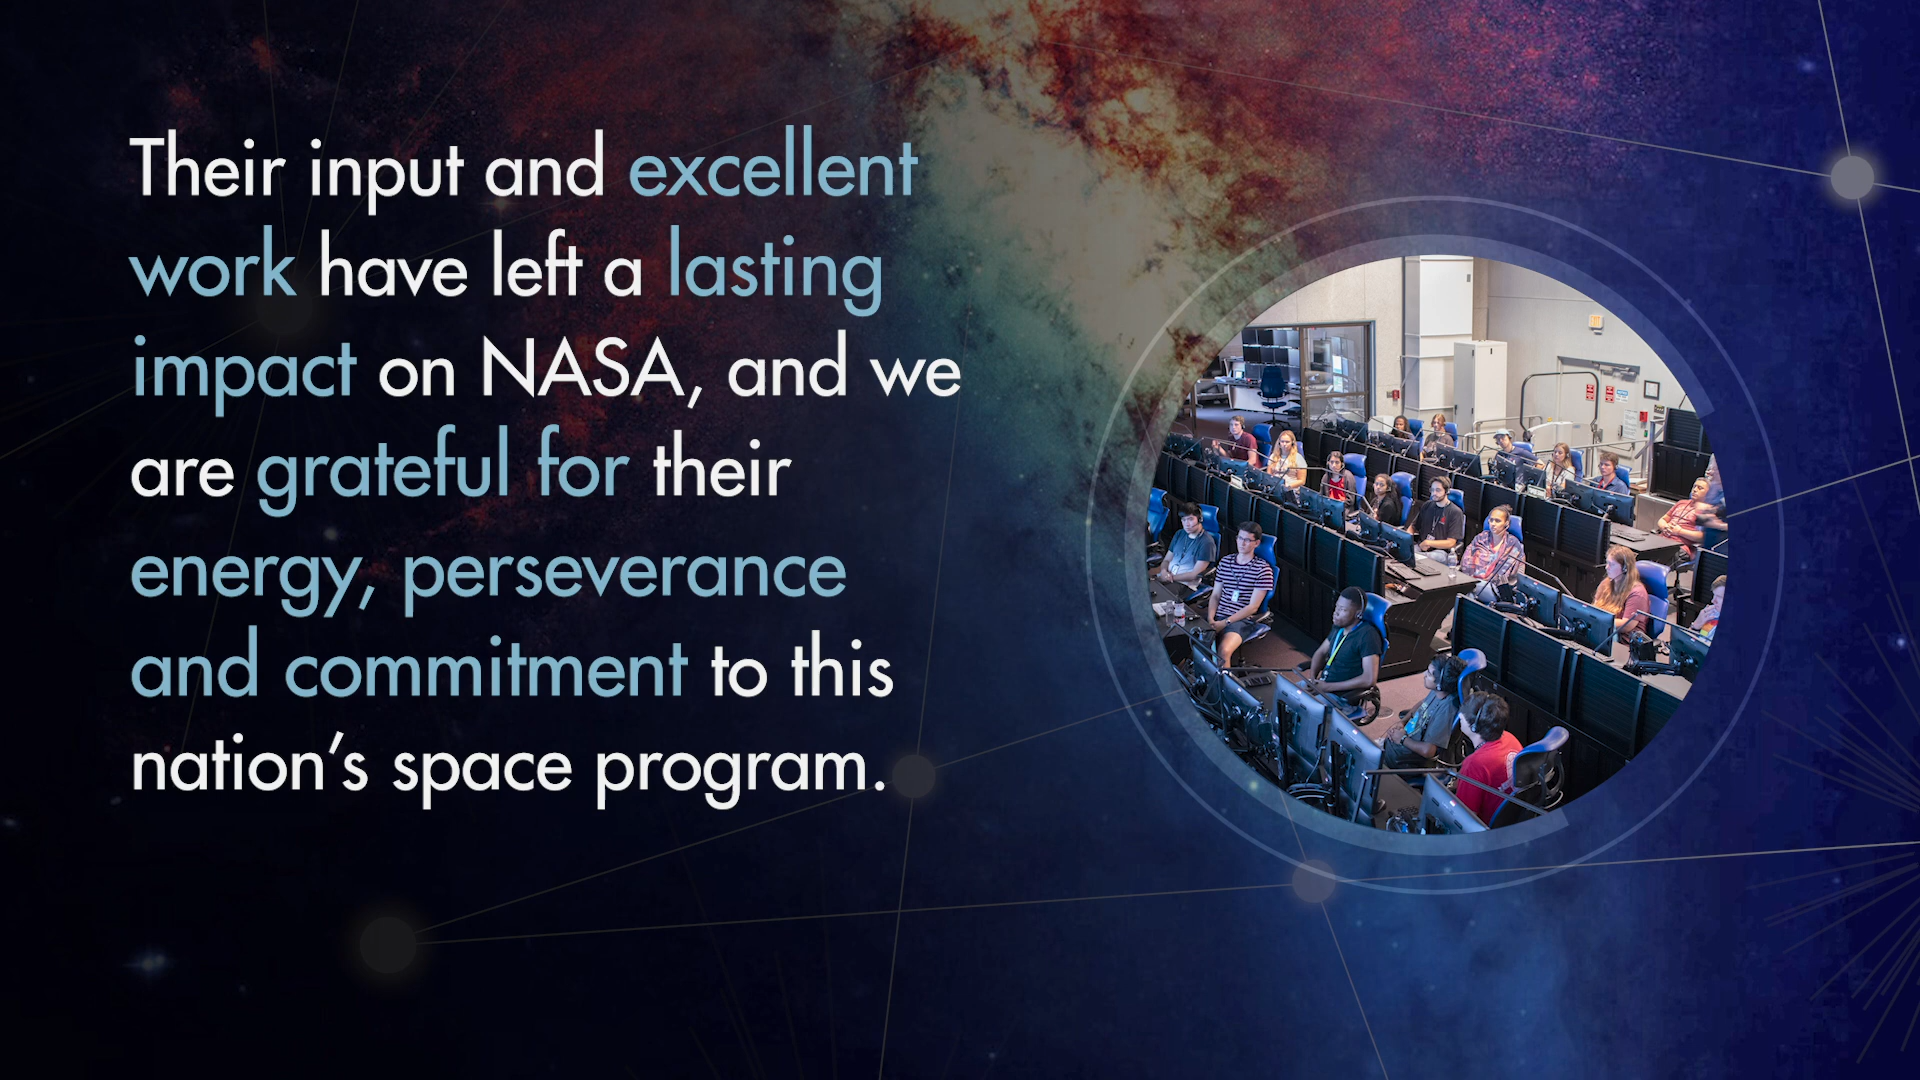 Their input and excellent
work have left a lasting
impact on NASA, and we
are grateful for their
energy, perseverance
and commitment to this
nation’s space program.